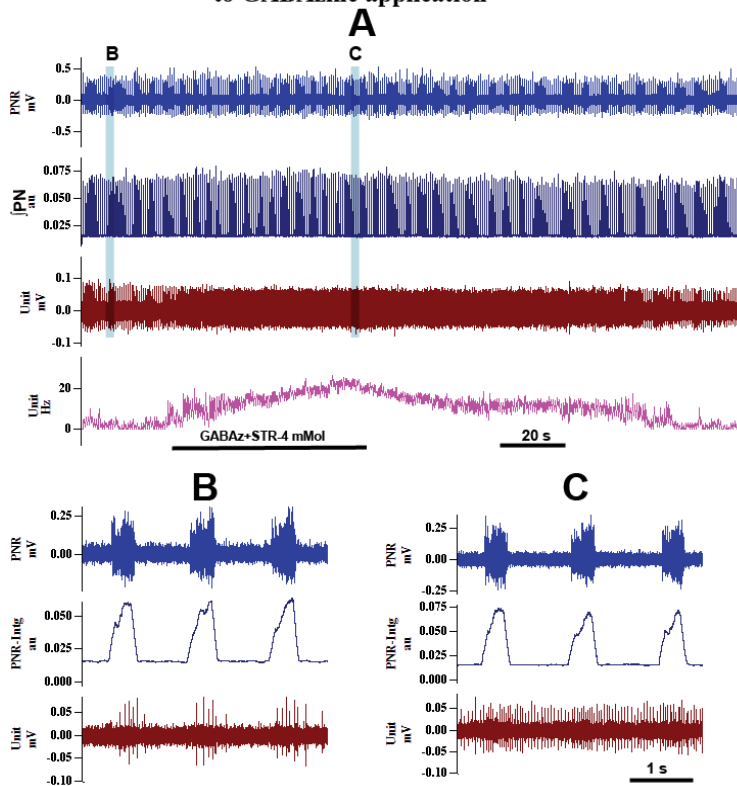 to GABAzine application
A
B C
0.5
0.0
-0.5
PNR
mV
0.075
0.050
0.025
∫PN
au
0.1
0.0
-0.1
Unit
mV
20
0
Unit
Hz
GABAz+STR-4 mMol
20 s
B
0.25
0.00
PNR
mV
0.050
0.025
0.000
PNR-Intg
au
0.05
0.00
-0.05
-0.10
Unit
mV
C
0.25
0.00
-0.25
PNR
mV
0.075
0.050
0.025
0.000
PNR-Intg
au
0.05
0.00
-0.05
-0.10
Unit
mV
1 s